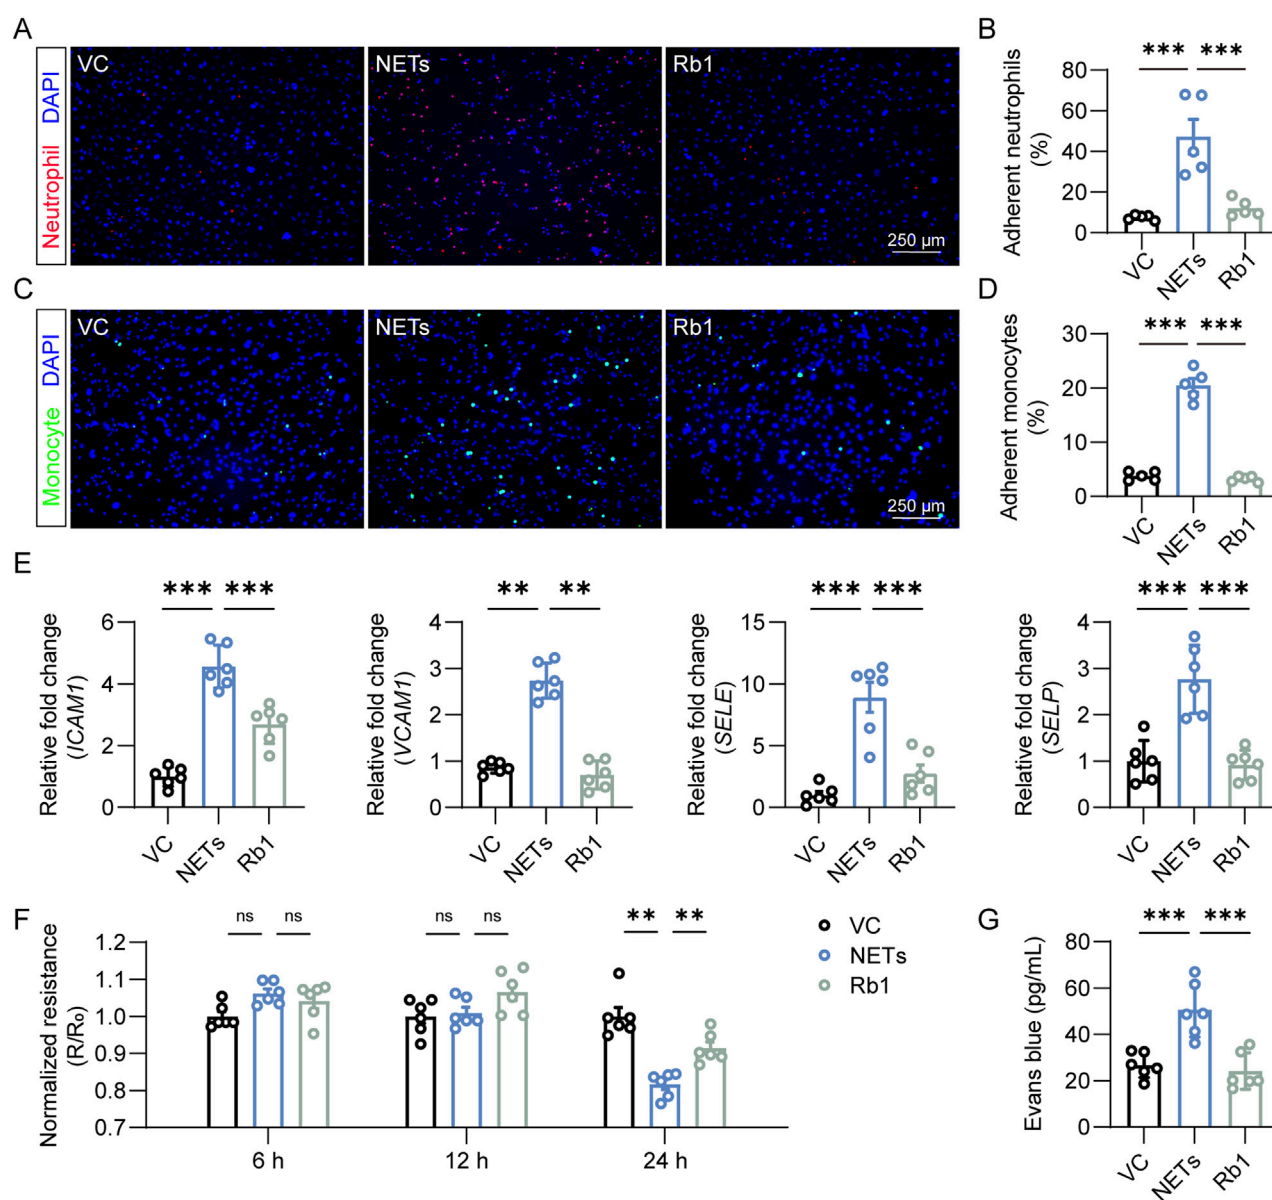 A
Neutrophil DAPI
VC
NETs
Rb1
250 µm
B
*** ***
Adherent neutrophils
(%)
80
60
40
20
0
VC
NETs
Rb1
C
Monocyte DAPI
VC
NETs
Rb1
250 µm
D
*** ***
Adherent monocytes
(%)
30
20
10
0
VC
NETs
Rb1
E
*** ***
Relative fold change
(ICAM1)
6
4
2
0
VC
NETs
Rb1
** **
Relative fold change
(VCAM1)
4
3
2
1
0
VC
NETs
Rb1
*** ***
Relative fold change
(SELE)
15
10
5
0
VC
NETs
Rb1
*** ***
Relative fold change
(SELP)
4
3
2
1
0
VC
NETs
Rb1
F
ns ns
ns ns
** **
Normalized resistance
(R/R₀)
1.2
1.1
1.0
0.9
0.8
0.7
6 h
12 h
24 h
VC
NETs
Rb1
G
*** ***
Evans blue (pg/mL)
80
60
40
20
0
VC
NETs
Rb1